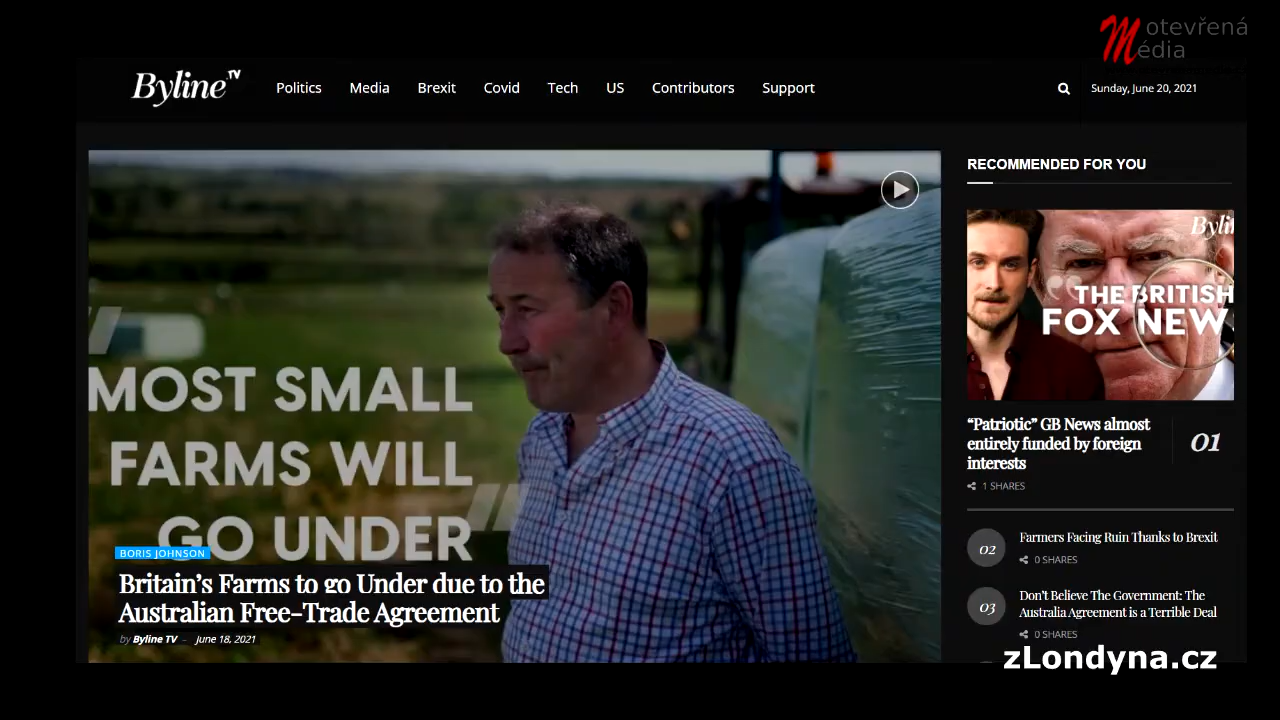 otevřená
Média
Byline TV
Politics
Media
Brexit
Covid
Tech
US
Contributors
Support
Sunday, June 20, 2021
MOST SMALL
FARMS WILL
GO UNDER
BORIS JOHNSON
Britain's Farms to go Under due to the
Australian Free-Trade Agreement
by Byline TV - June 18, 2021
RECOMMENDED FOR YOU
Byli
THE BRITISH
FOX NEW
“Patriotic” GB News almost
entirely funded by foreign
interests
01
1 SHARES
02
Farmers Facing Ruin Thanks to Brexit
0 SHARES
03
Don't Believe The Government: The
Australia Agreement is a Terrible Deal
0 SHARES
zLondyna.cz